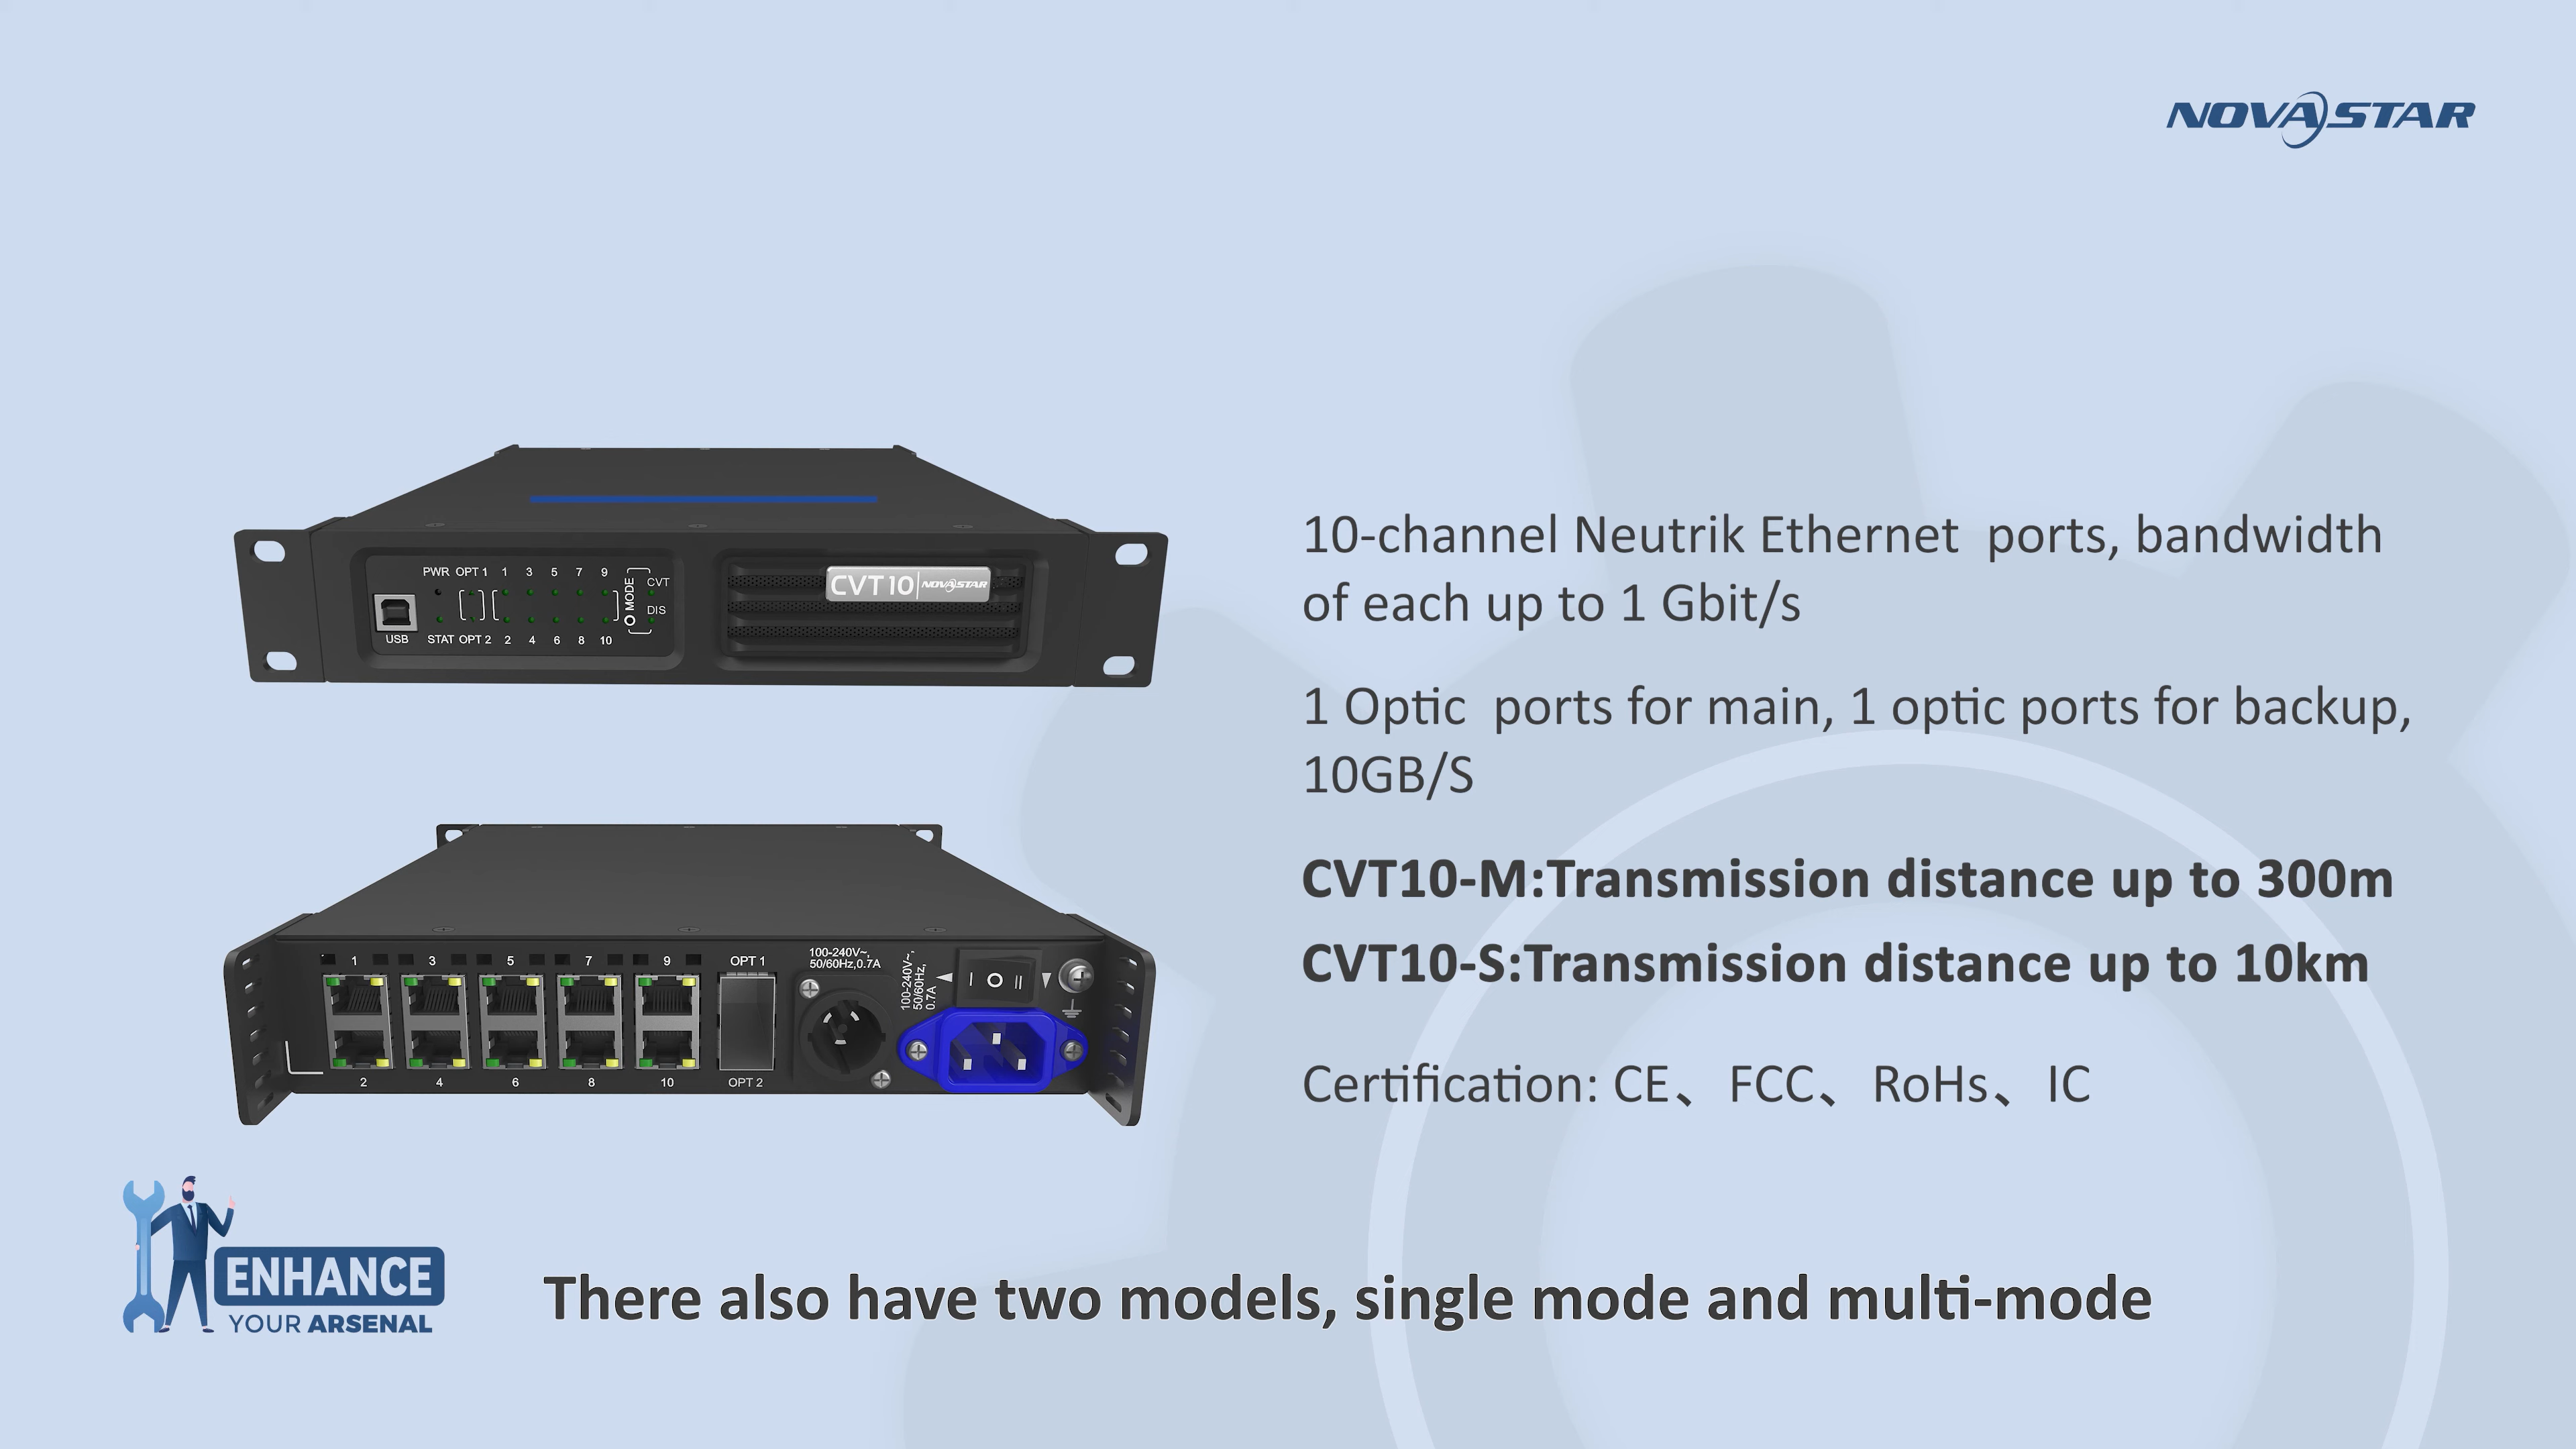 NOVASTAR
PWR OPT 1 1 3 5 7 9
MODE
CVT
DIS
USB STAT OPT 2 2 4 6 8 10
CVT10 NOVASTAR
10-channel Neutrik Ethernet  ports, bandwidth
of each up to 1 Gbit/s
1 Optic  ports for main, 1 optic ports for backup,
10GB/S
CVT10-M:Transmission distance up to 300m
CVT10-S:Transmission distance up to 10km
Certification: CE、FCC、RoHs、IC
1 3 5 7 9 OPT 1
100-240V~,
50/60Hz,0.7A
100-240V~,
50/60Hz,
0.7A
2 4 6 8 10 OPT 2
ENHANCE
YOUR ARSENAL
There also have two models, single mode and multi-mode